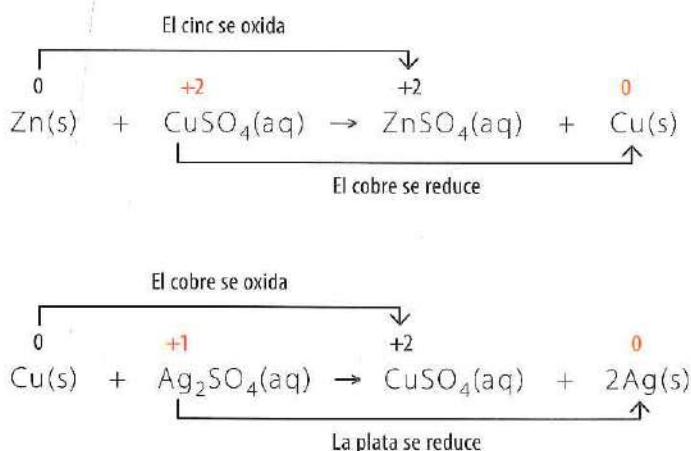 El cinc se oxida
0 +2 +2 0
Zn(s) + CuSO₄(aq) → ZnSO₄(aq) + Cu(s)
El cobre se reduce
El cobre se oxida
0 +1 +2 0
Cu(s) + Ag₂SO₄(aq) → CuSO₄(aq) + 2Ag(s)
La plata se reduce